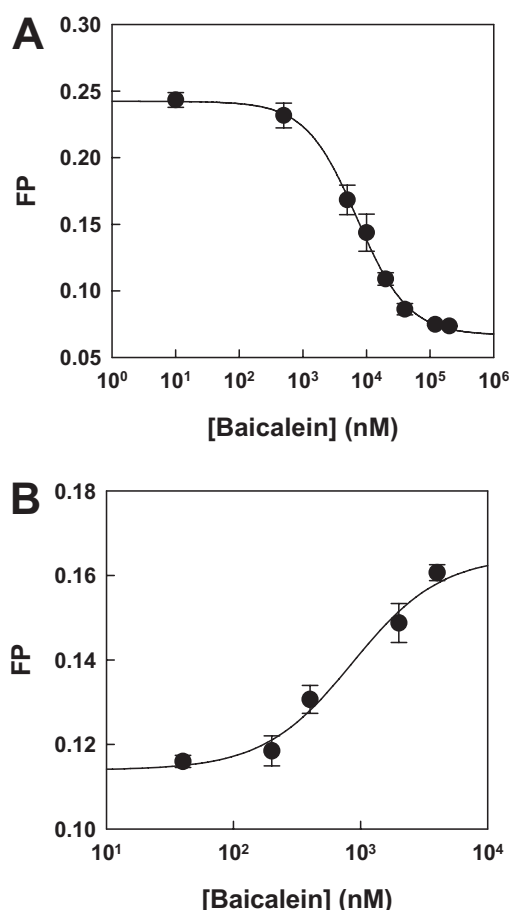 A
0.30
0.25
0.20
0.15
0.10
0.05
FP
10⁰ 10¹ 10² 10³ 10⁴ 10⁵ 10⁶
[Baicalein] (nM)
B
0.18
0.16
0.14
0.12
0.10
FP
10¹ 10² 10³ 10⁴
[Baicalein] (nM)